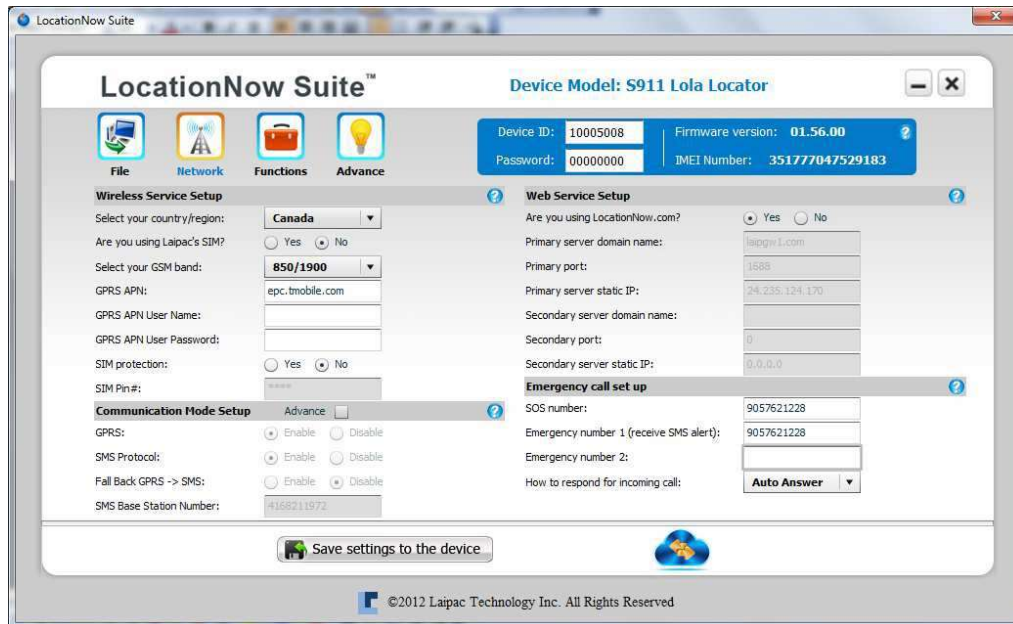 LocationNow Suite
LocationNow Suite™
Device Model: S911 Lola Locator
File
Network
Functions
Advance
Device ID: 10005008
Firmware version: 01.56.00
Password: 00000000
IMEI Number: 351777047529183
Wireless Service Setup
Select your country/region: Canada
Are you using Laipac's SIM? Yes No
Select your GSM band: 850/1900
GPRS APN: epc.tmobile.com
GPRS APN User Name:
GPRS APN User Password:
SIM protection: Yes No
SIM Pin#: ****
Communication Mode Setup Advance
GPRS: Enable Disable
SMS Protocol: Enable Disable
Fall Back GPRS -> SMS: Enable Disable
SMS Base Station Number: 4168211972
Web Service Setup
Are you using LocationNow.com? Yes No
Primary server domain name: laipgw1.com
Primary port: 1688
Primary server static IP: 24.235.124.170
Secondary server domain name:
Secondary port: 0
Secondary server static IP: 0.0.0.0
Emergency call set up
SOS number: 9057621228
Emergency number 1 (receive SMS alert): 9057621228
Emergency number 2:
How to respond for incoming call: Auto Answer
Save settings to the device
©2012 Laipac Technology Inc. All Rights Reserved